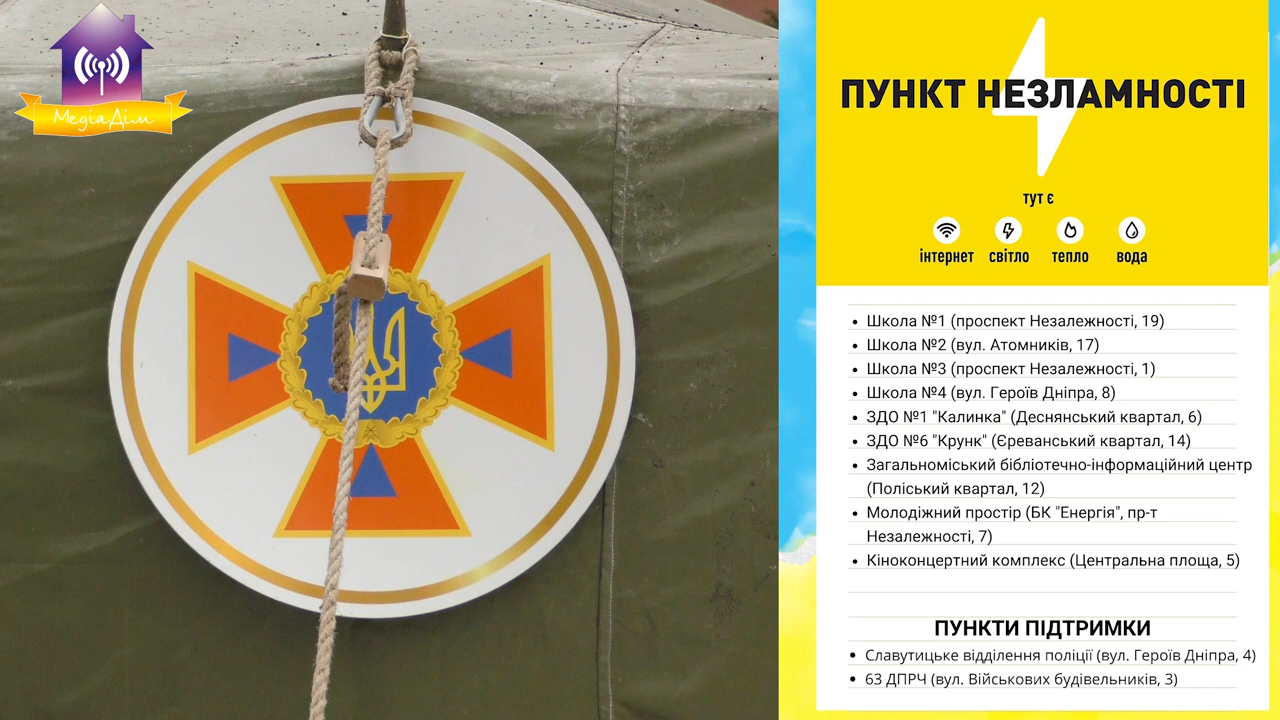 МедіаДім
ПУНКТ НЕЗЛАМНОСТІ
тут є
інтернет світло тепло вода
• Школа №1 (проспект Незалежності, 19)
• Школа №2 (вул. Атомників, 17)
• Школа №3 (проспект Незалежності, 1)
• Школа №4 (вул. Героїв Дніпра, 8)
• ЗДО №1 "Калинка" (Деснянський квартал, 6)
• ЗДО №6 "Крунк" (Єреванський квартал, 14)
• Загальноміський бібліотечно-інформаційний центр
(Поліський квартал, 12)
• Молодіжний простір (БК "Енергія", пр-т
Незалежності, 7)
• Кіноконцертний комплекс (Центральна площа, 5)
ПУНКТИ ПІДТРИМКИ
• Славутицьке відділення поліції (вул. Героїв Дніпра, 4)
• 63 ДПРЧ (вул. Військових будівельників, 3)